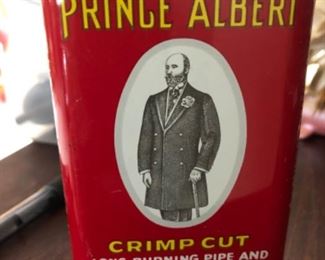 PRINCE ALBERT
CRIMP CUT
LONG BURNING PIPE AND